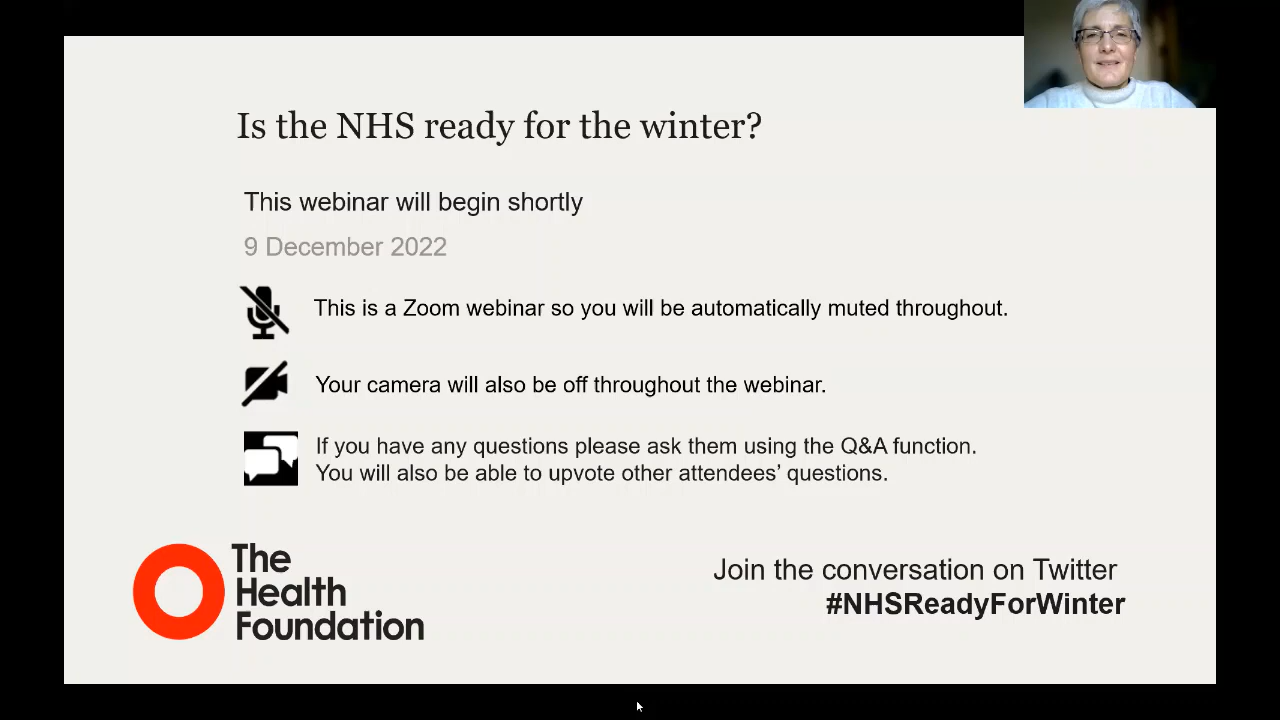 Is the NHS ready for the winter?
This webinar will begin shortly
9 December 2022
This is a Zoom webinar so you will be automatically muted throughout.
Your camera will also be off throughout the webinar.
If you have any questions please ask them using the Q&A function.
You will also be able to upvote other attendees’ questions.
The
Health
Foundation
Join the conversation on Twitter
#NHSReadyForWinter